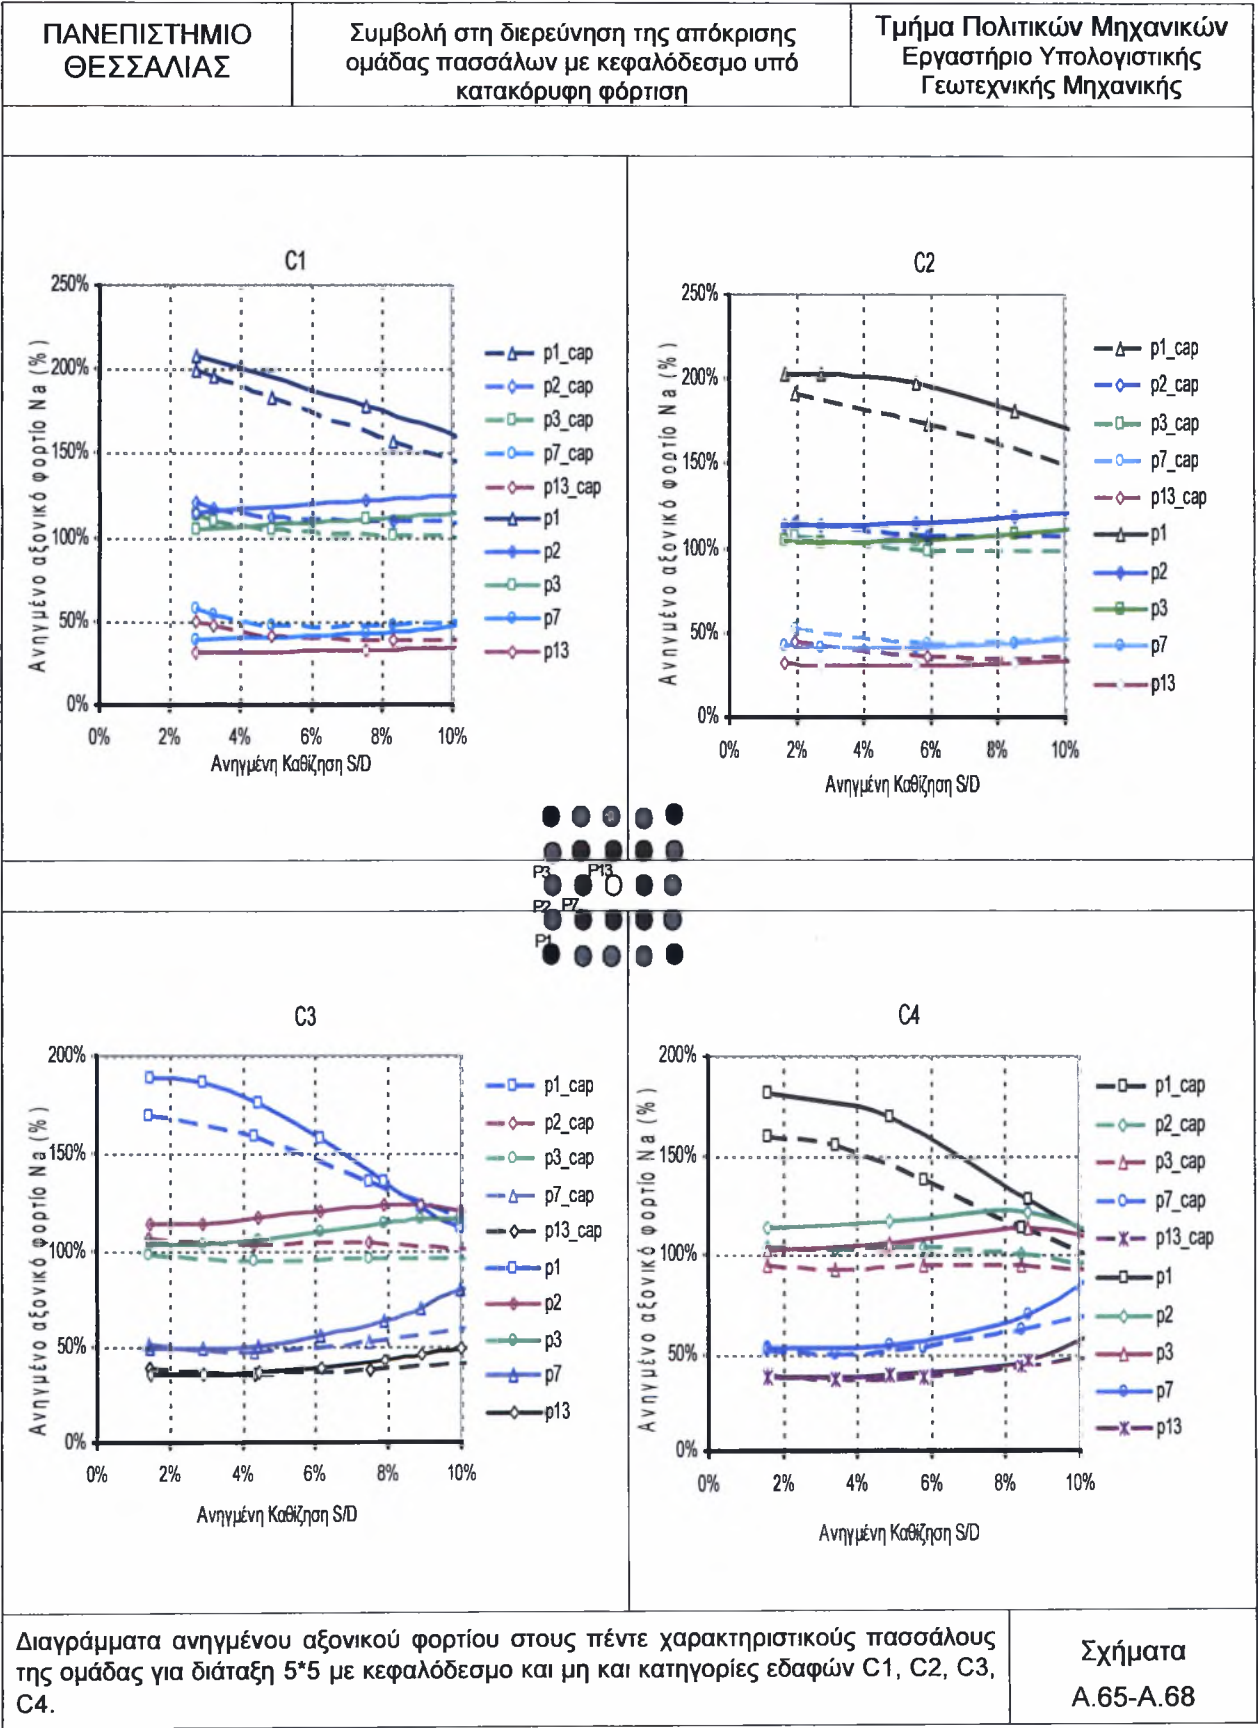 ΠΑΝΕΠΙΣΤΗΜΙΟ
ΘΕΣΣΑΛΙΑΣ
Συμβολή στη διερεύνηση της απόκρισης
ομάδας πασσάλων με κεφαλόδεσμο υπό
κατακόρυφη φόρτιση
Τμήμα Πολιτικών Μηχανικών
Εργαστήριο Υπολογιστικής
Γεωτεχνικής Μηχανικής
C1
Ανηγμένο αξονικό φορτίο Na (%)
250%
200%
150%
100%
50%
0%
0% 2% 4% 6% 8% 10%
Ανηγμένη Καθίζηση S/D
p1_cap
p2_cap
p3_cap
p7_cap
p13_cap
p1
p2
p3
p7
p13
C2
Ανηγμένο αξονικό φορτίο Na (%)
250%
200%
150%
100%
50%
0%
0% 2% 4% 6% 8% 10%
Ανηγμένη Καθίζηση S/D
p1_cap
p2_cap
p3_cap
p7_cap
p13_cap
p1
p2
p3
p7
p13
P3 P13
P2 P7
P1
C3
Ανηγμένο αξονικό φορτίο Na (%)
200%
150%
100%
50%
0%
0% 2% 4% 6% 8% 10%
Ανηγμένη Καθίζηση S/D
p1_cap
p2_cap
p3_cap
p7_cap
p13_cap
p1
p2
p3
p7
p13
C4
Ανηγμένο αξονικό φορτίο Na (%)
200%
150%
100%
50%
0%
0% 2% 4% 6% 8% 10%
Ανηγμένη Καθίζηση S/D
p1_cap
p2_cap
p3_cap
p7_cap
p13_cap
p1
p2
p3
p7
p13
Διαγράμματα ανηγμένου αξονικού φορτίου στους πέντε χαρακτηριστικούς πασσάλους
της ομάδας για διάταξη 5*5 με κεφαλόδεσμο και μη και κατηγορίες εδαφών C1, C2, C3,
C4.
Σχήματα
Α.65-Α.68